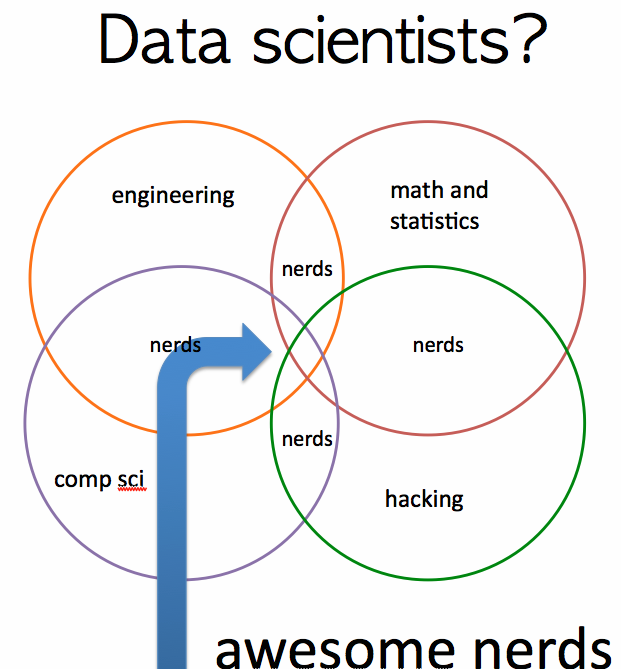 Data scientists?
engineering
math and
statistics
nerds
nerds
nerds
nerds
comp sci
hacking
awesome nerds